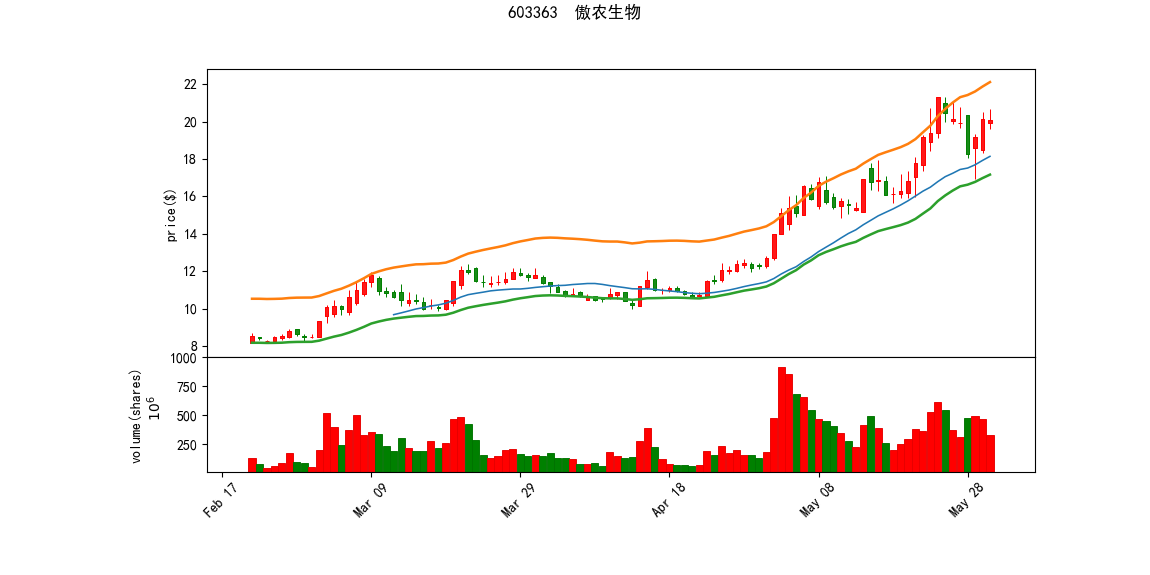 603363 傲农生物
22
20
18
16
14
12
10
8
price($)
1000
750
500
250
volume(shares)
10^6
Feb 17
Mar 09
Mar 29
Apr 18
May 08
May 28